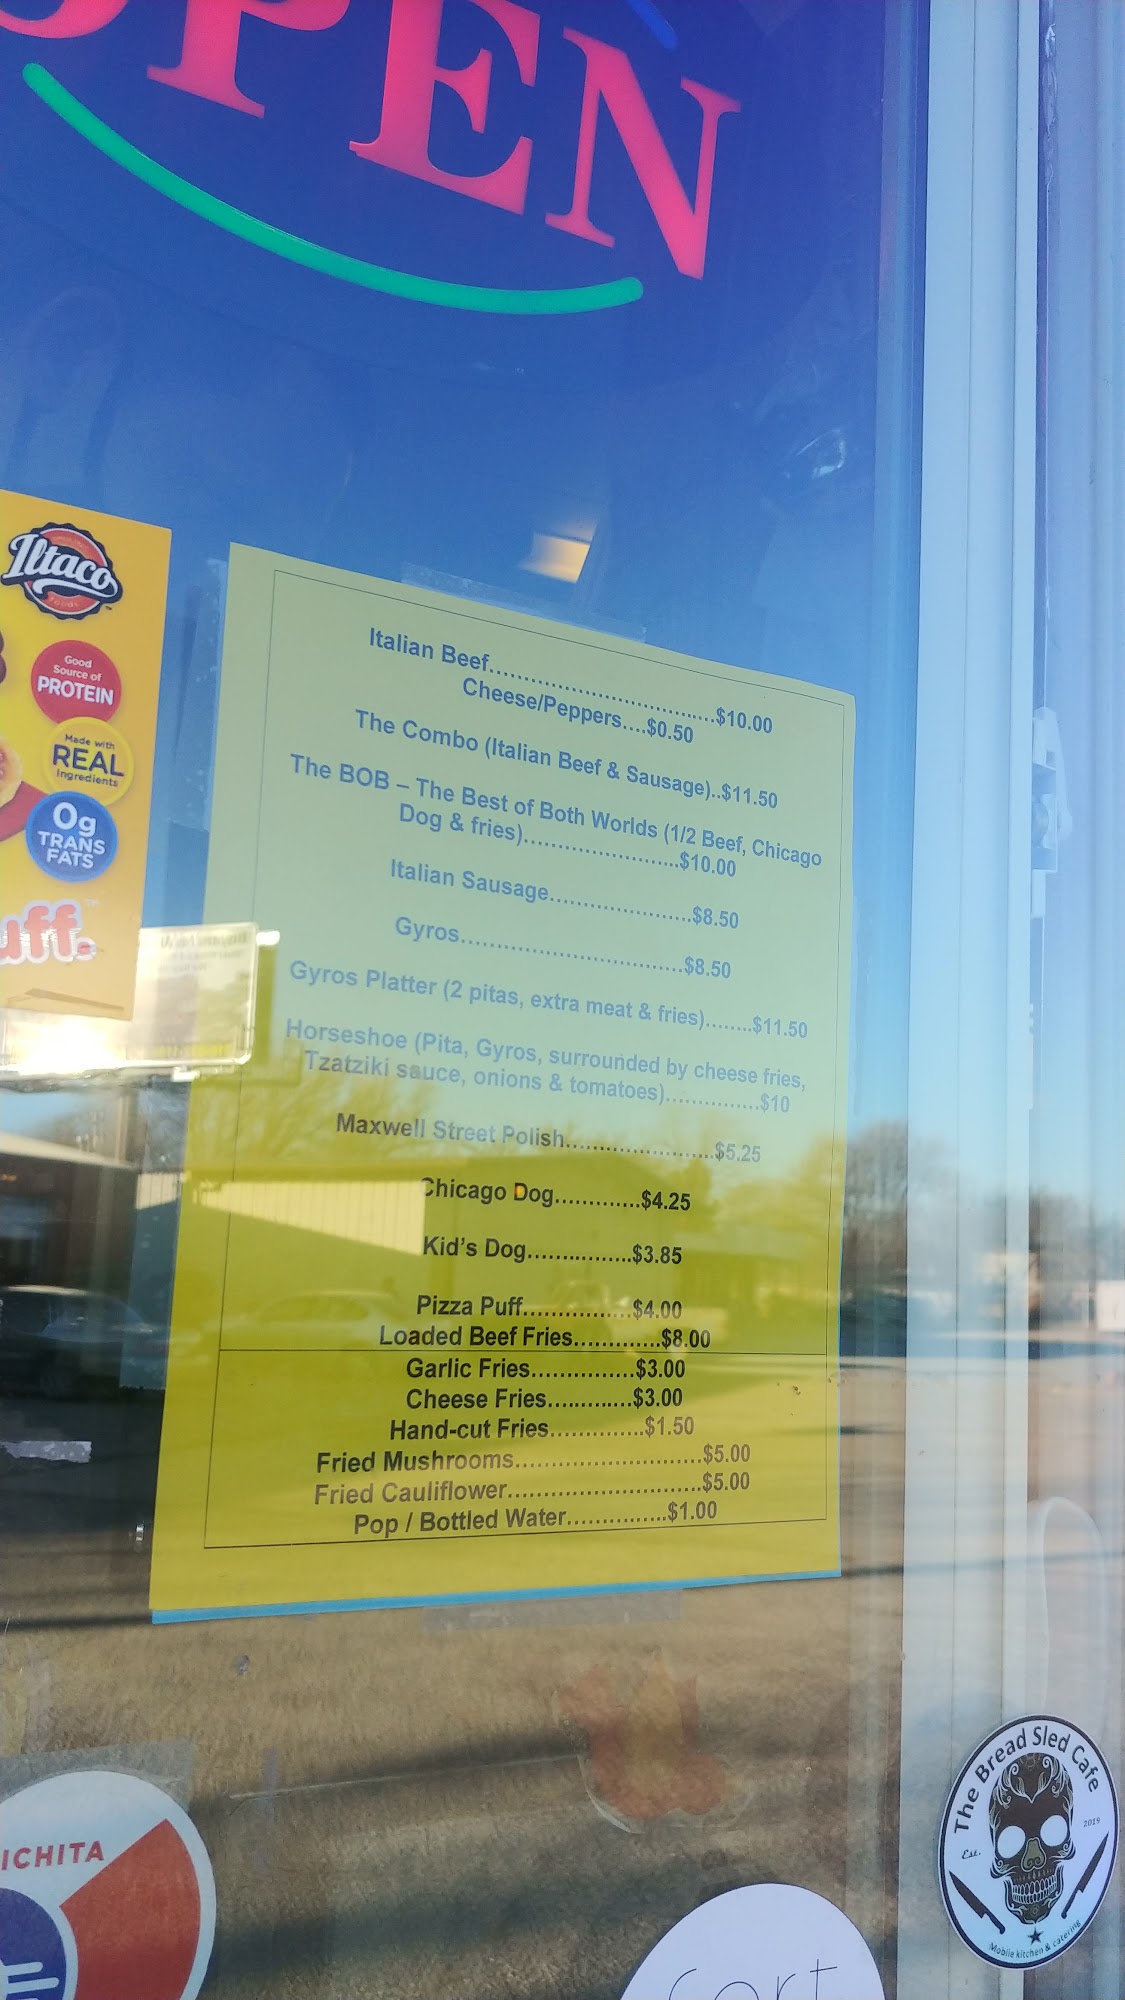 OPEN
Iltaco
Foods
Good
Source of
PROTEIN
Made with
REAL
Ingredients
0g
TRANS
FATS
uff.™
Italian Beef.......................................$10.00
Cheese/Peppers....$0.50
The Combo (Italian Beef & Sausage)..$11.50
The BOB – The Best of Both Worlds (1/2 Beef, Chicago
Dog & fries)........................$10.00
Italian Sausage......................$8.50
Gyros...................................$8.50
Gyros Platter (2 pitas, extra meat & fries)........$11.50
Horseshoe (Pita, Gyros, surrounded by cheese fries,
Tzatziki sauce, onions & tomatoes)...............$10
Maxwell Street Polish.......................$5.25
Chicago Dog.............$4.25
Kid's Dog................$3.85
Pizza Puff.................$4.00
Loaded Beef Fries.............$8.00
Garlic Fries...............$3.00
Cheese Fries.............$3.00
Hand-cut Fries..............$1.50
Fried Mushrooms.............................$5.00
Fried Cauliflower..............................$5.00
Pop / Bottled Water...............$1.00
The Bread Sled Cafe
Est. 2019
Mobile kitchen & catering
ICHITA